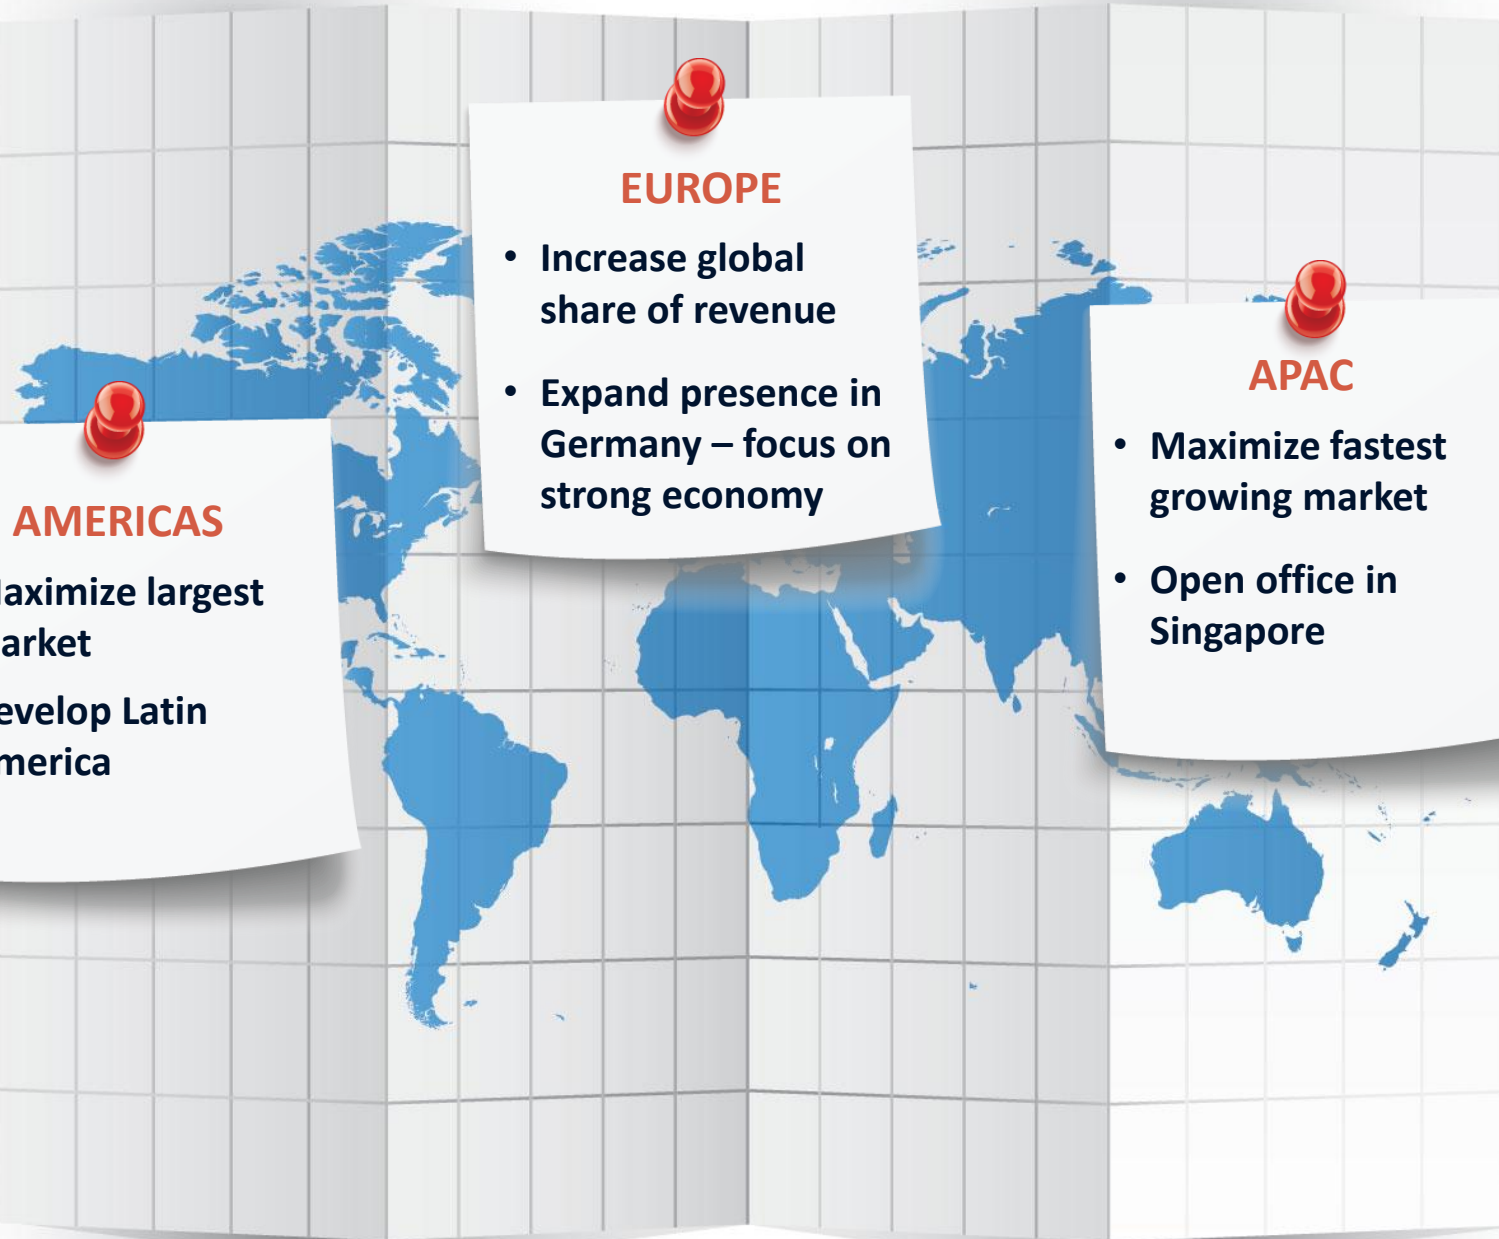 EUROPE
• Increase global
share of revenue
• Expand presence in
Germany – focus on
strong economy
APAC
• Maximize fastest
growing market
• Open office in
Singapore
AMERICAS
aximize largest
arket
evelop Latin
merica